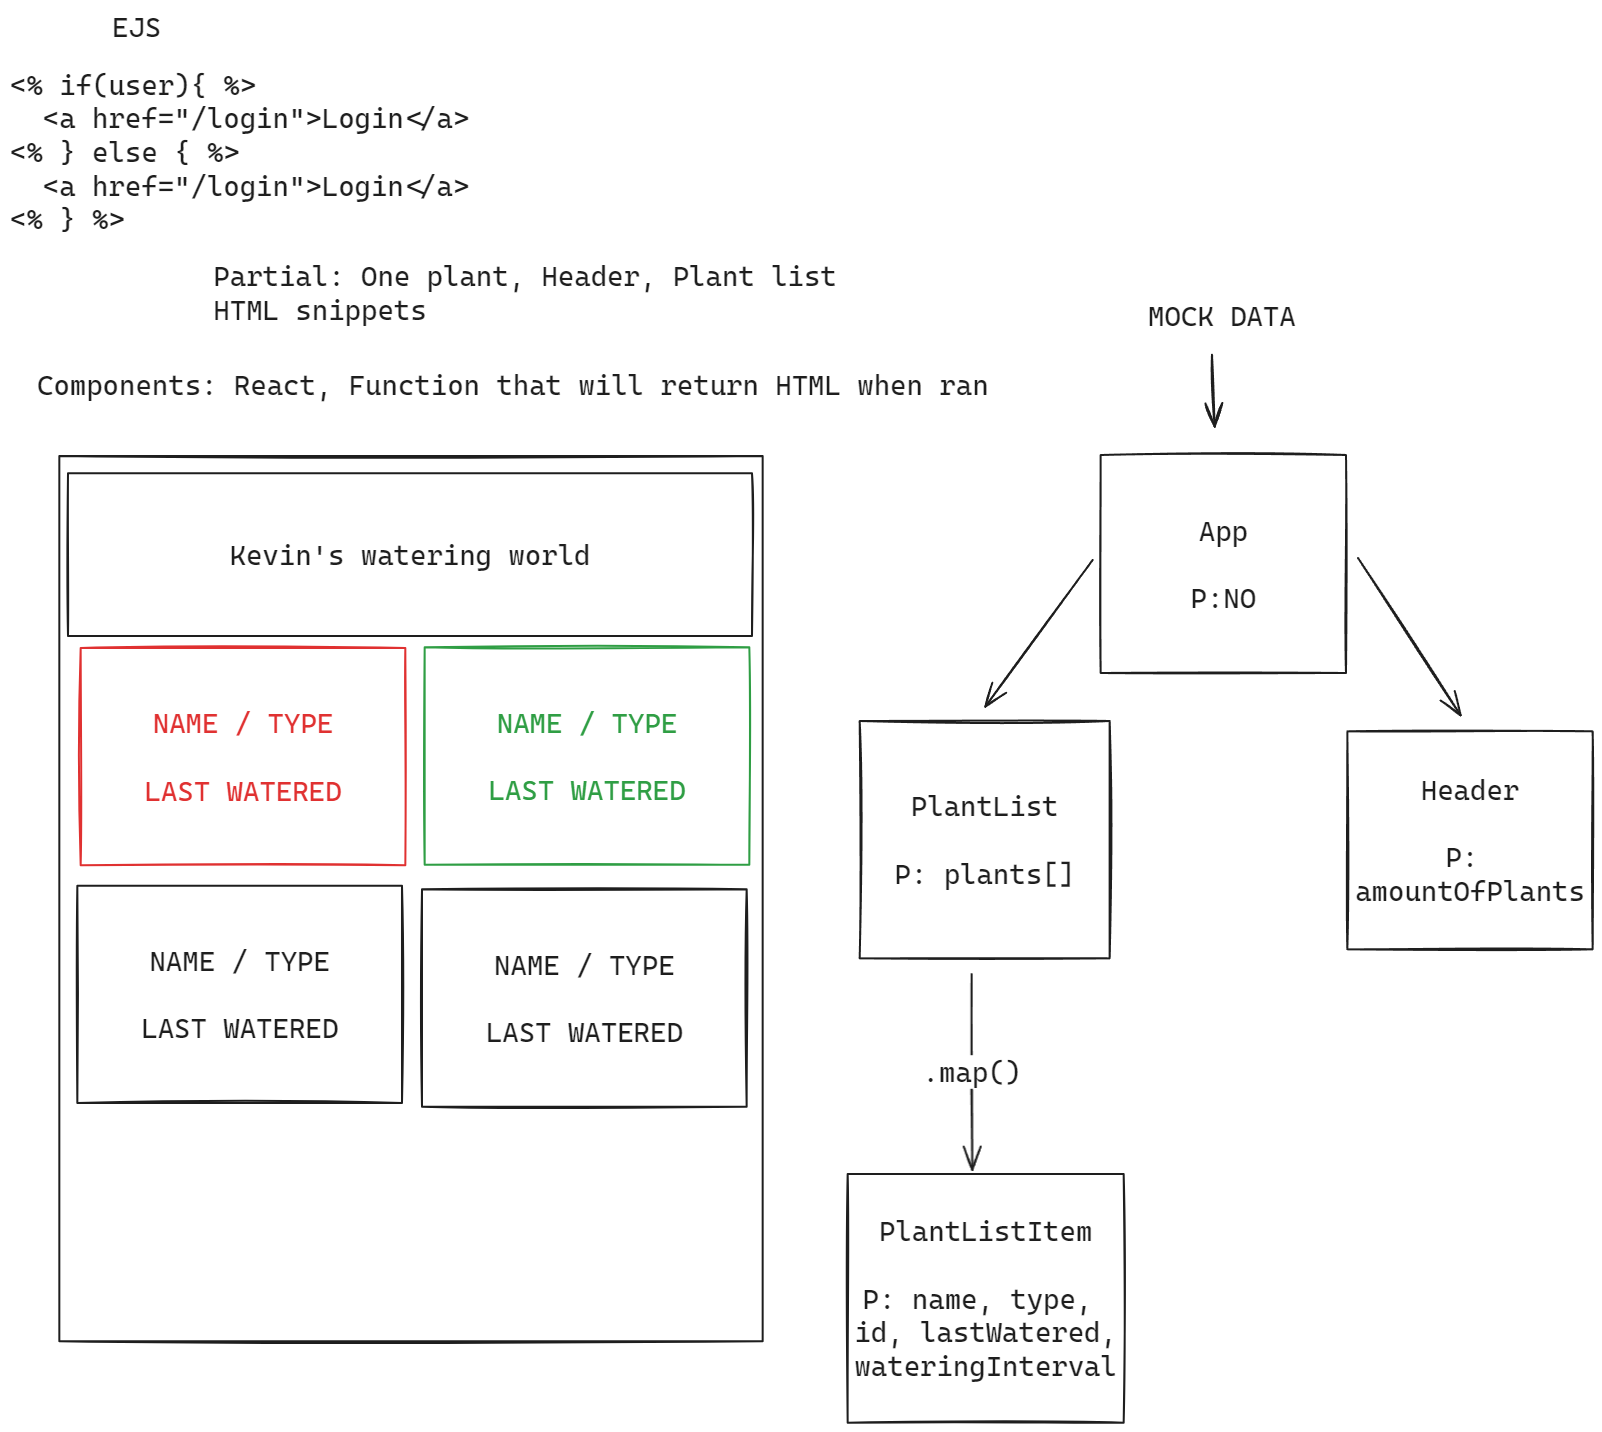 EJS
<% if(user){ %>
  <a href="/login">Login</a>
<% } else { %>
  <a href="/login">Login</a>
<% } %>
Partial: One plant, Header, Plant list
HTML snippets
Components: React, Function that will return HTML when ran
Kevin's watering world
NAME / TYPE
LAST WATERED
NAME / TYPE
LAST WATERED
NAME / TYPE
LAST WATERED
NAME / TYPE
LAST WATERED
MOCK DATA
App
P:NO
PlantList
P: plants[]
Header
P:
amountOfPlants
.map()
PlantListItem
P: name, type,
id, lastWatered,
wateringInterval